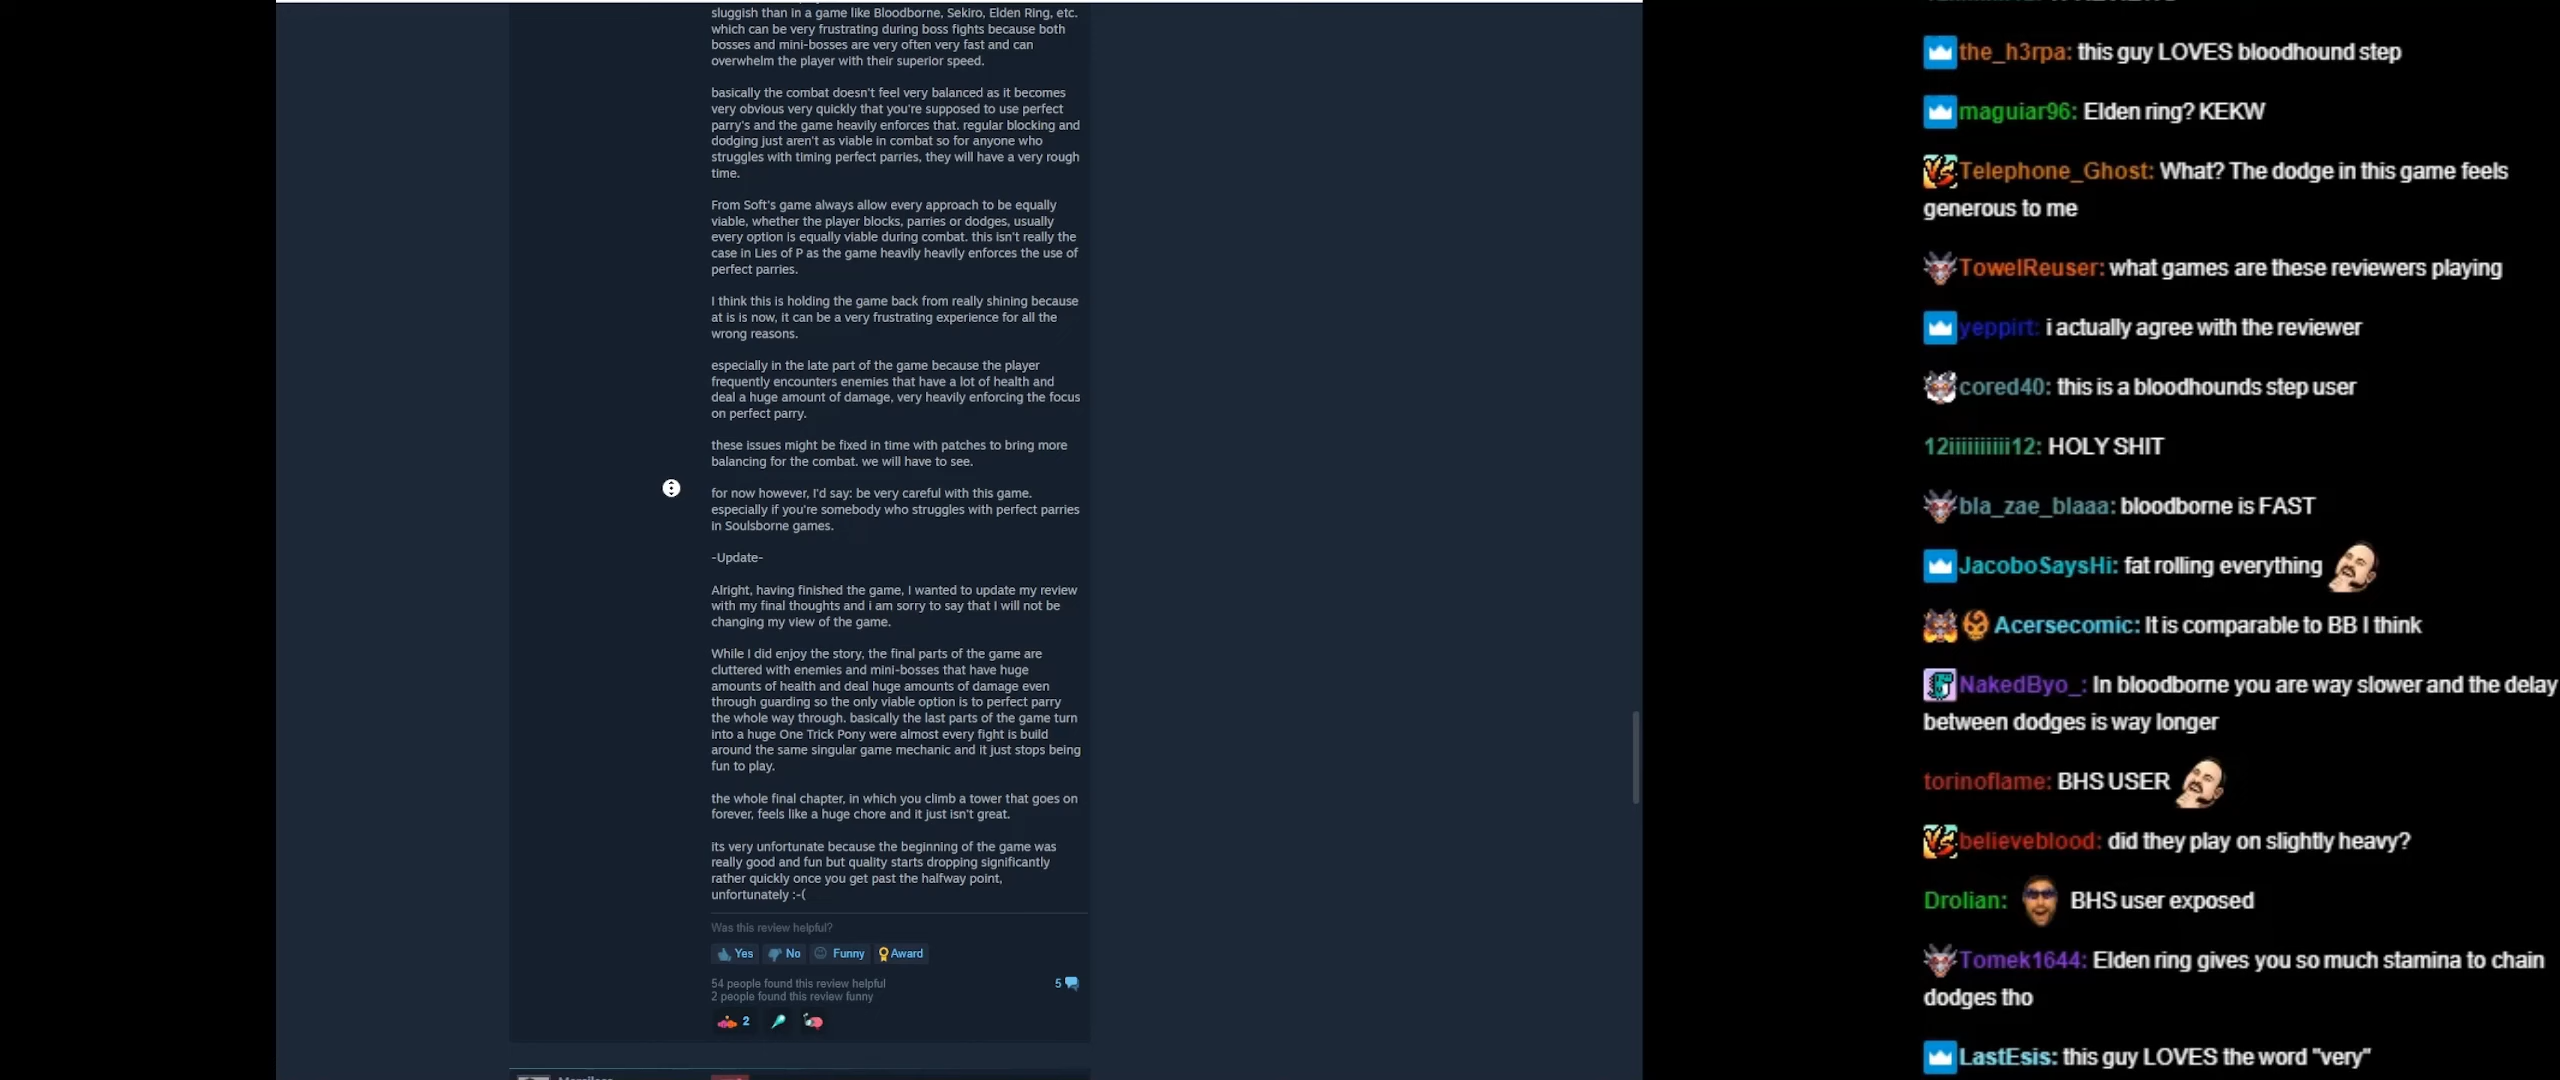 sluggish than in a game like Bloodborne, Sekiro, Elden Ring, etc.
which can be very frustrating during boss fights because both
bosses and mini-bosses are very often very fast and can
overwhelm the player with their superior speed.
basically the combat doesn't feel very balanced as it becomes
very obvious very quickly that you're supposed to use perfect
parry's and the game heavily enforces that. regular blocking and
dodging just aren't as viable in combat so for anyone who
struggles with timing perfect parries, they will have a very rough
time.
From Soft's game always allow every approach to be equally
viable, whether the player blocks, parries or dodges, usually
every option is equally viable during combat. this isn't really the
case in Lies of P as the game heavily heavily enforces the use of
perfect parries.
I think this is holding the game back from really shining because
at is is now, it can be a very frustrating experience for all the
wrong reasons.
especially in the late part of the game because the player
frequently encounters enemies that have a lot of health and
deal a huge amount of damage, very heavily enforcing the focus
on perfect parry.
these issues might be fixed in time with patches to bring more
balancing for the combat. we will have to see.
for now however, I'd say: be very careful with this game.
especially if you're somebody who struggles with perfect parries
in Soulsborne games.
-Update-
Alright, having finished the game, I wanted to update my review
with my final thoughts and i am sorry to say that I will not be
changing my view of the game.
While I did enjoy the story, the final parts of the game are
cluttered with enemies and mini-bosses that have huge
amounts of health and deal huge amounts of damage even
through guarding so the only viable option is to perfect parry
the whole way through. basically the last parts of the game turn
into a huge One Trick Pony were almost every fight is build
around the same singular game mechanic and it just stops being
fun to play.
the whole final chapter, in which you climb a tower that goes on
forever, feels like a huge chore and it just isn't great.
its very unfortunate because the beginning of the game was
really good and fun but quality starts dropping significantly
rather quickly once you get past the halfway point,
unfortunately :-(
Was this review helpful?
Yes No Funny Award
54 people found this review helpful 5
2 people found this review funny
2
the_h3rpa: this guy LOVES bloodhound step
maguiar96: Elden ring? KEKW
Telephone_Ghost: What? The dodge in this game feels
generous to me
TowelReuser: what games are these reviewers playing
yeppirt: i actually agree with the reviewer
cored40: this is a bloodhounds step user
12iiiiiiiiii12: HOLY SHIT
bla_zae_blaaa: bloodborne is FAST
JacoboSaysHi: fat rolling everything
Acersecomic: It is comparable to BB I think
NakedByo_: In bloodborne you are way slower and the delay
between dodges is way longer
torinoflame: BHS USER
believeblood: did they play on slightly heavy?
Drolian: BHS user exposed
Tomek1644: Elden ring gives you so much stamina to chain
dodges tho
LastEsis: this guy LOVES the word "very"